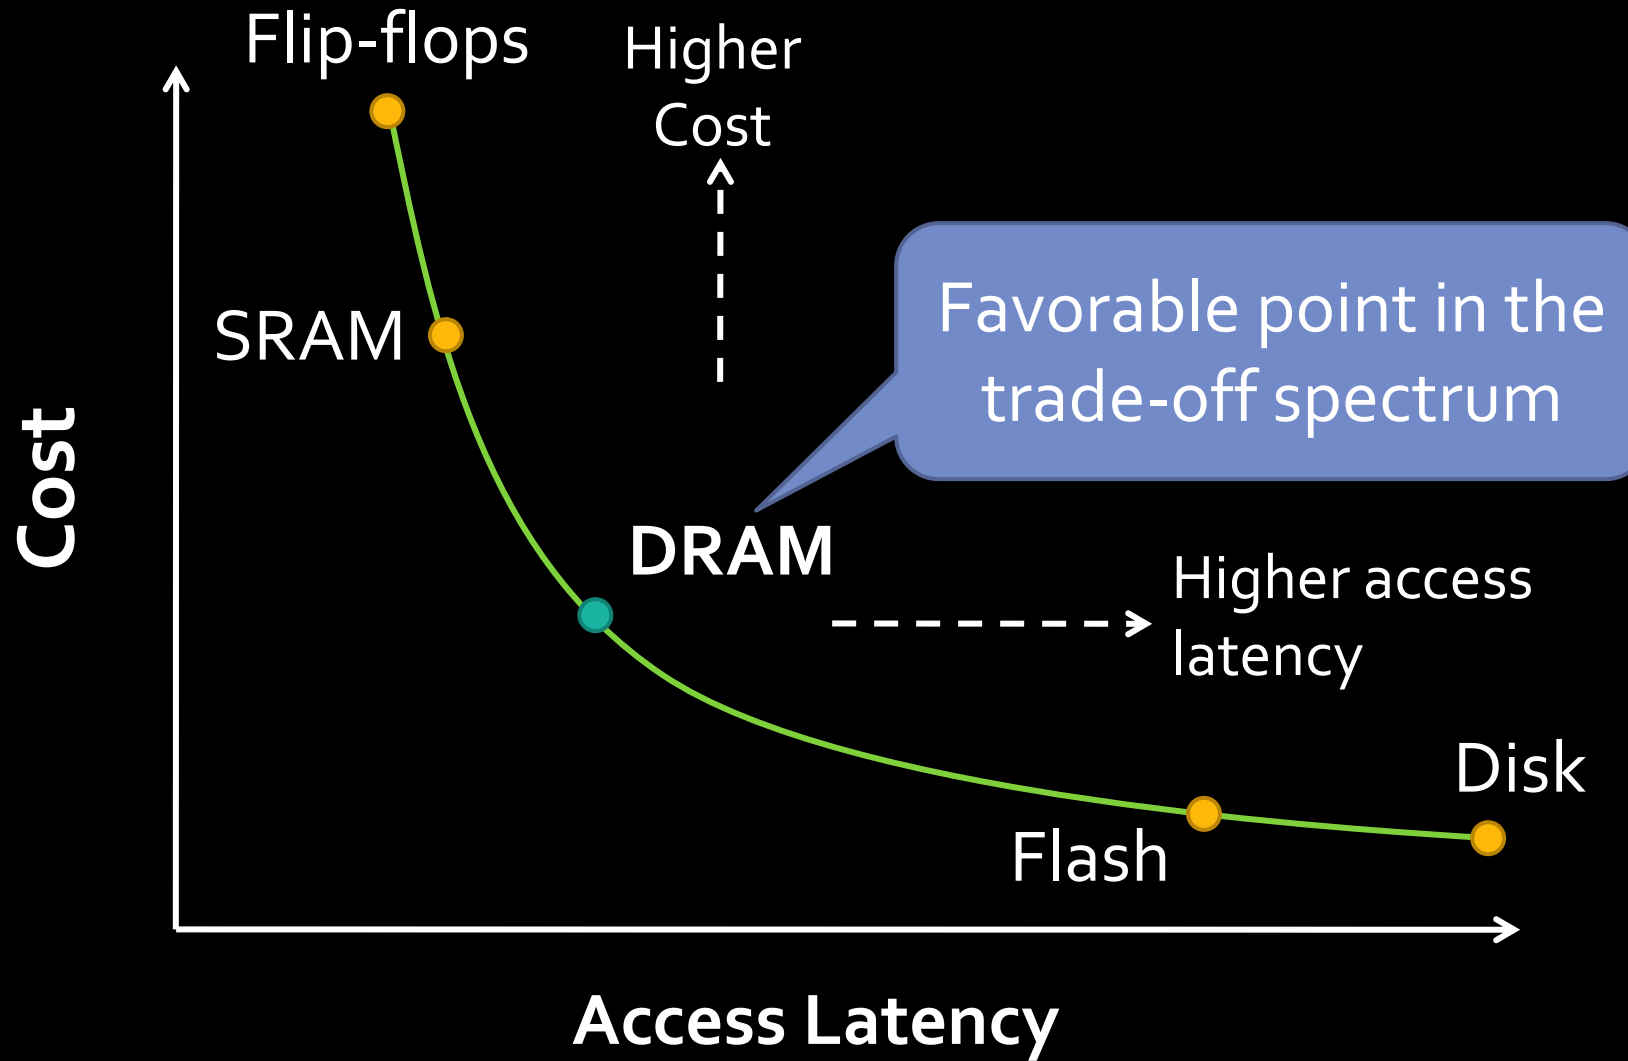 Flip-flops
Higher
Cost
SRAM
Favorable point in the
trade-off spectrum
Cost
DRAM
Higher access
latency
Disk
Flash
Access Latency